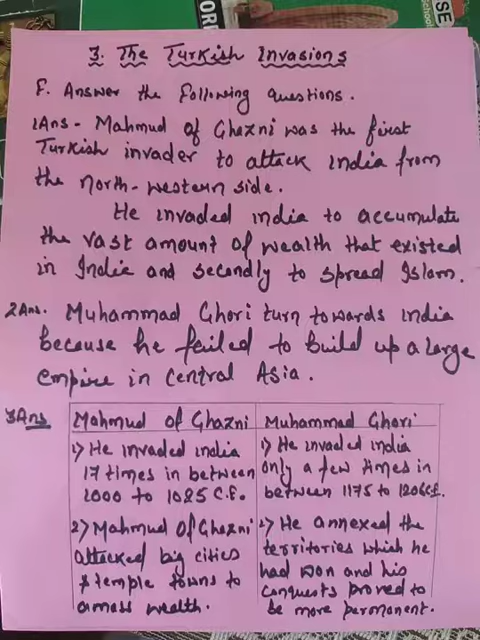 OR
SE
School
3. The Turkish Invasions
F. Answer the following questions.
1Ans - Mahmud of Ghazni was the first
Turkish invader to attack india from
the north-western side.
He invaded india to accumulate
the vast amount of wealth that existed
in India and secondly to spread Islam.
2Ans. Muhammad Ghori turn towards india
because he failed to build up a large
empire in central Asia.
3Ans
Mahmud of Ghazni
1) He invaded india
17 times in between
1000 to 1025 C.E.
2) Mahmud of Ghazni
attacked big cities
& temple towns to
amass wealth.
Muhammad Ghori
1) He invaded india
only a few times in
between 1175 to 1206 C.E.
2) He annexed the
territories which he
had won and his
conquests proved to
be more permanent.